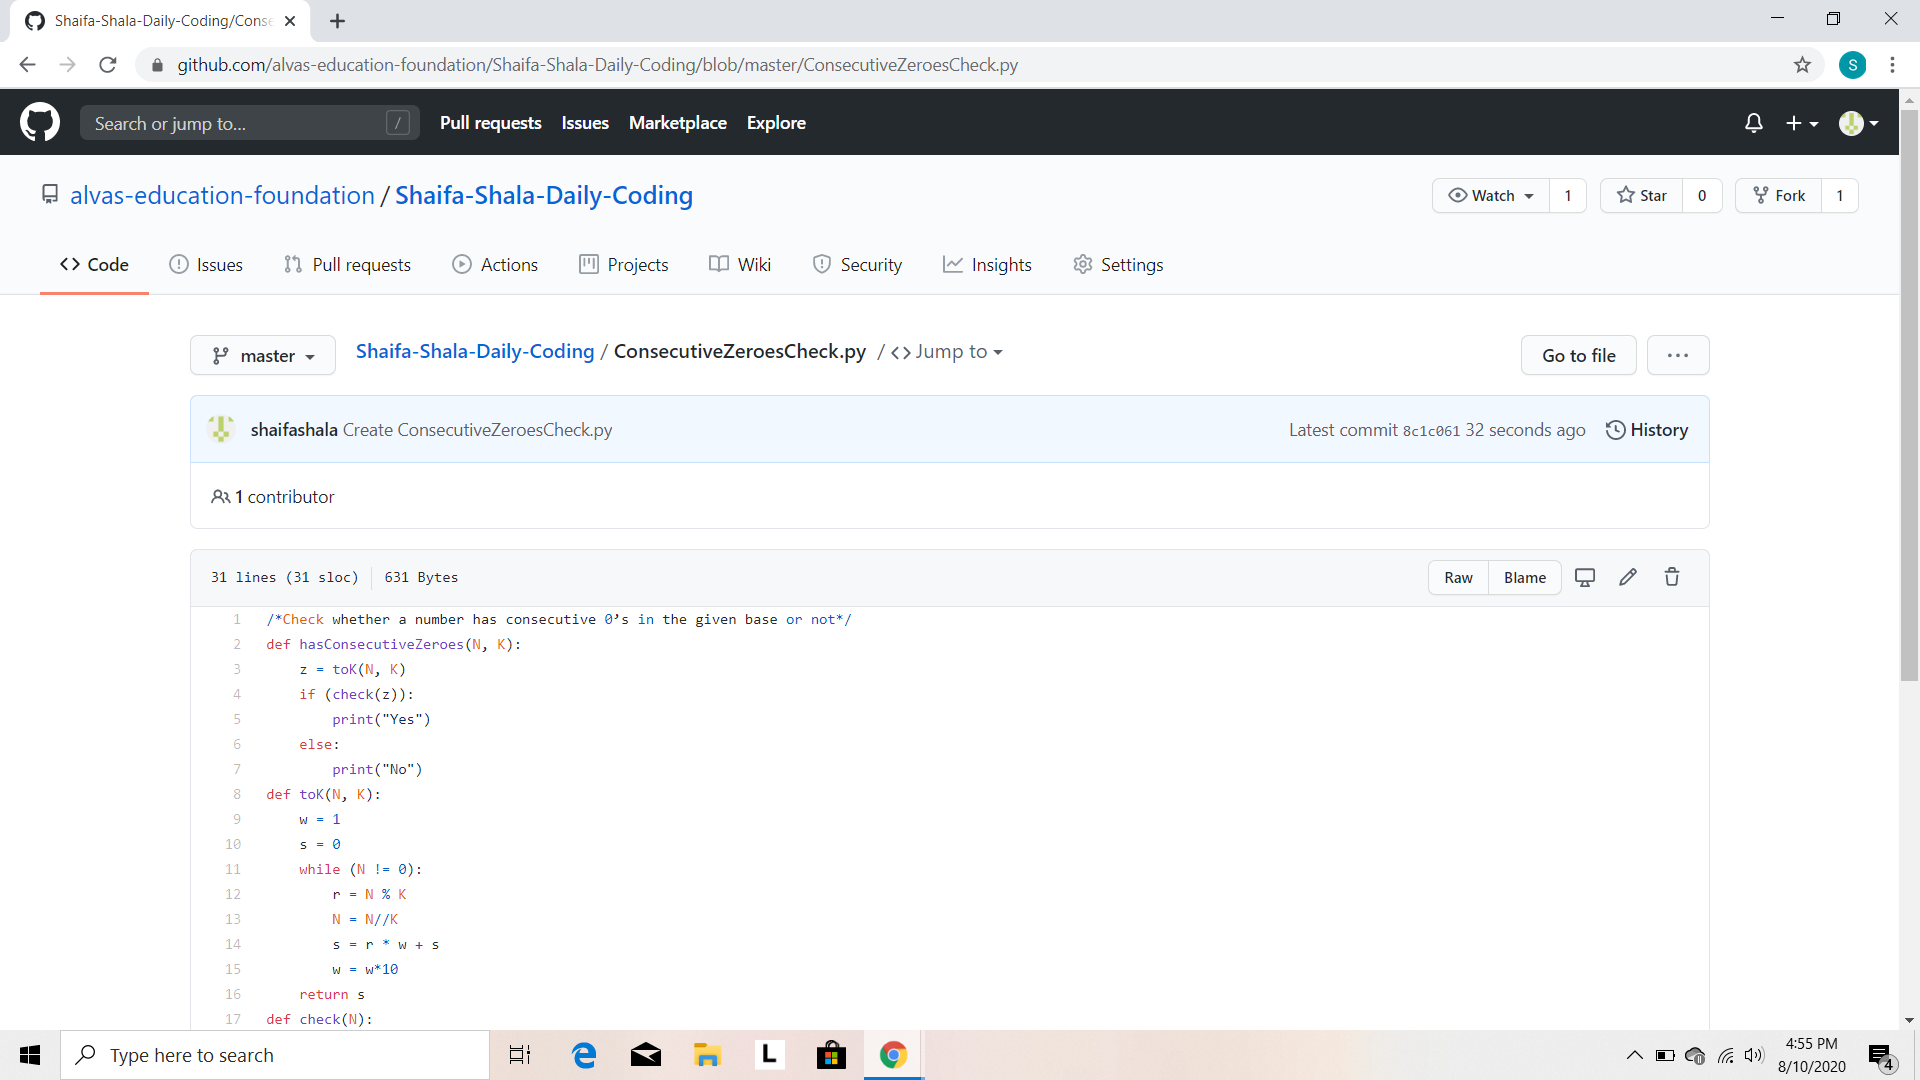 Shaifa-Shala-Daily-Coding/Conse
github.com/alvas-education-foundation/Shaifa-Shala-Daily-Coding/blob/master/ConsecutiveZeroesCheck.py
S
Search or jump to...
/
Pull requests
Issues
Marketplace
Explore
alvas-education-foundation / Shaifa-Shala-Daily-Coding
Watch 1
Star 0
Fork 1
Code
Issues
Pull requests
Actions
Projects
Wiki
Security
Insights
Settings
master
Shaifa-Shala-Daily-Coding / ConsecutiveZeroesCheck.py / <> Jump to
Go to file
...
shaifashala Create ConsecutiveZeroesCheck.py
Latest commit 8c1c061 32 seconds ago
History
1 contributor
31 lines (31 sloc) 631 Bytes
Raw
Blame
1 /*Check whether a number has consecutive 0’s in the given base or not*/
2 def hasConsecutiveZeroes(N, K):
3     z = toK(N, K)
4     if (check(z)):
5         print("Yes")
6     else:
7         print("No")
8 def toK(N, K):
9     w = 1
10     s = 0
11     while (N != 0):
12         r = N % K
13         N = N//K
14         s = r * w + s
15         w = w*10
16     return s
17 def check(N):
Type here to search
L
4:55 PM
8/10/2020
4